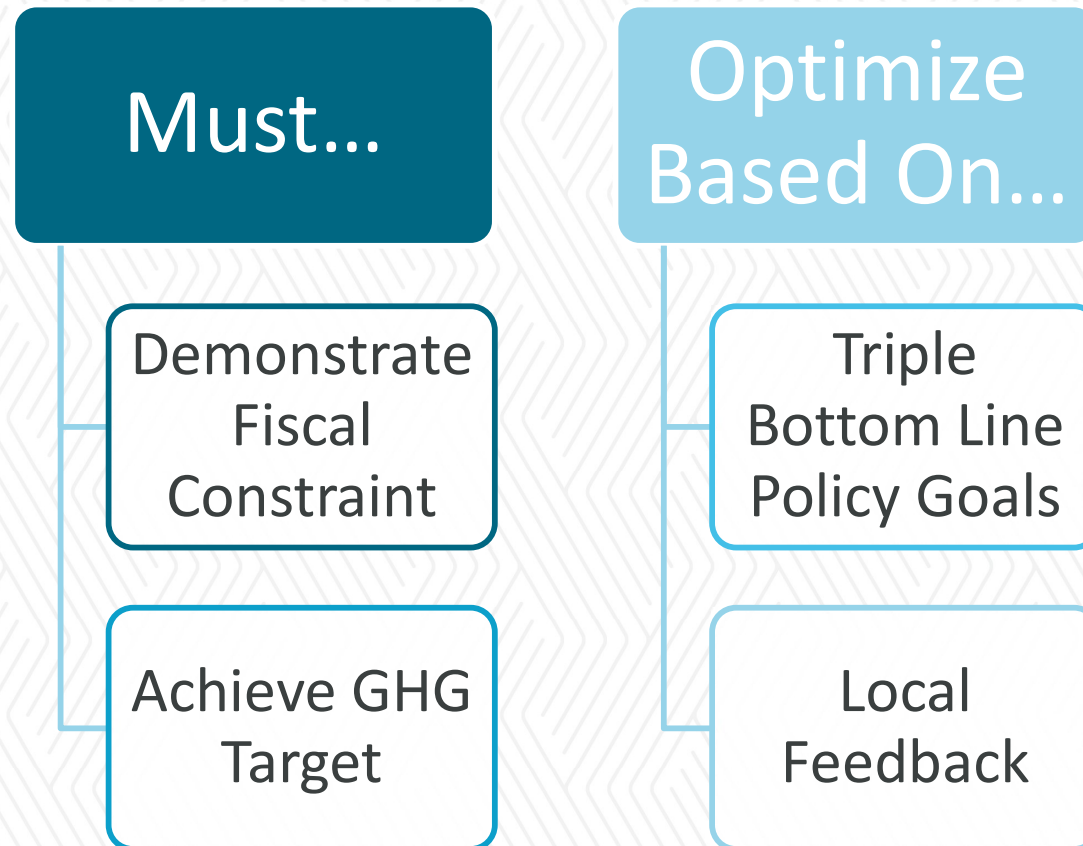 Must…
Demonstrate
Fiscal
Constraint
Achieve GHG
Target
Optimize
Based On…
Triple
Bottom Line
Policy Goals
Local
Feedback